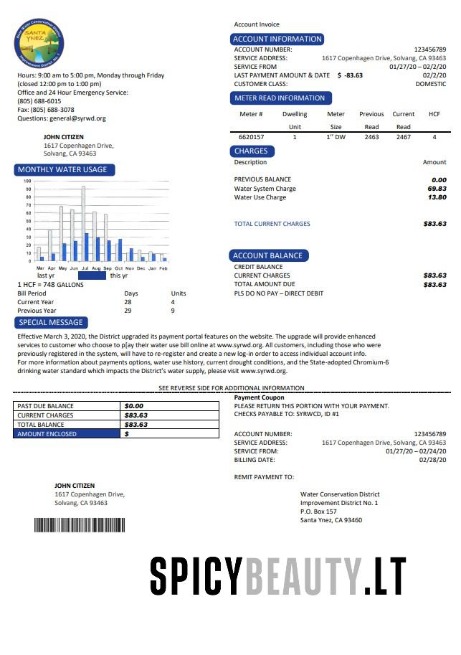 Account Invoice
SANTA YNEZ
ACCOUNT INFORMATION
ACCOUNT NUMBER: 123456789
SERVICE ADDRESS: 1617 Copenhagen Drive, Solvang, CA 93463
SERVICE FROM 01/27/20 – 02/2/20
LAST PAYMENT AMOUNT & DATE $ -83.63 02/2/20
CUSTOMER CLASS: DOMESTIC
Hours: 9:00 am to 5:00 pm, Monday through Friday
(closed 12:00 pm to 1:00 pm)
Office and 24 Hour Emergency Service:
(805) 688-6015
Fax: (805) 688-3078
Questions: general@syrwd.org
METER READ INFORMATION
Meter # Dwelling Meter Previous Current HCF
Unit Size Read Read
6620157 1 1" DW 2463 2467 4
JOHN CITIZEN
1617 Copenhagen Drive,
Solvang, CA 93463
CHARGES
Description Amount
PREVIOUS BALANCE 0.00
Water System Charge 69.83
Water Use Charge 13.80
TOTAL CURRENT CHARGES $83.63
MONTHLY WATER USAGE
100
90
80
70
60
50
40
30
20
10
0
Mar Apr May Jun Jul Aug Sep Oct Nov Dec Jan Feb
last yr this yr
1 HCF = 748 GALLONS
Bill Period Days Units
Current Year 28 4
Previous Year 29 9
ACCOUNT BALANCE
CREDIT BALANCE
CURRENT CHARGES $83.63
TOTAL AMOUNT DUE $83.63
PLS DO NO PAY – DIRECT DEBIT
SPECIAL MESSAGE
Effective March 3, 2020, the District upgraded its payment portal features on the website. The upgrade will provide enhanced
services to customer who choose to p[ay their water use bill online at www.syrwd.org. All customers, including those who were
previously registered in the system, will have to re-register and create a new log-in order to access individual account info.
For more information about payments options, water use history, current drought conditions, and the State-adopted Chromium-6
drinking water standard which impacts the District's water supply, please visit www.syrwd.org.
SEE REVERSE SIDE FOR ADDITIONAL INFORMATION
PAST DUE BALANCE $0.00
CURRENT CHARGES $83.63
TOTAL BALANCE $83.63
AMOUNT ENCLOSED $
Payment Coupon
PLEASE RETURN THIS PORTION WITH YOUR PAYMENT.
CHECKS PAYABLE TO: SYRWCD, ID #1
ACCOUNT NUMBER: 123456789
SERVICE ADDRESS: 1617 Copenhagen Drive, Solvang, CA 93463
SERVICE FROM: 01/27/20 – 02/24/20
BILLING DATE: 02/28/20
REMIT PAYMENT TO:
JOHN CITIZEN
1617 Copenhagen Drive,
Solvang, CA 93463
Water Conservation District
Improvement District No. 1
P.O. Box 157
Santa Ynez, CA 93460
SPICYBEAUTY.LT